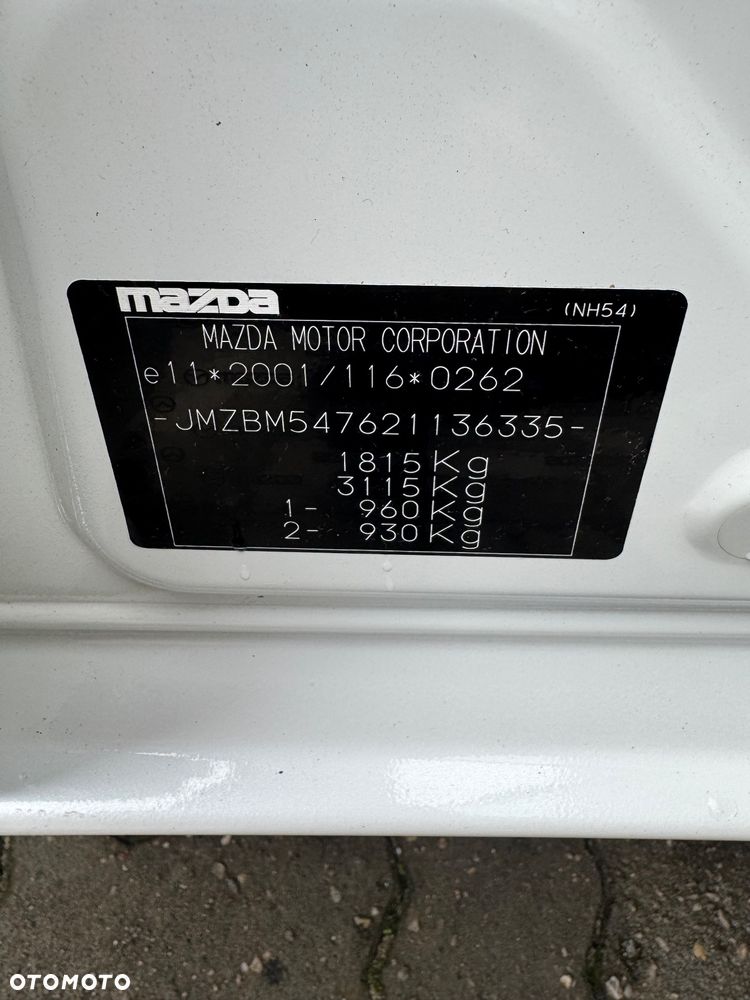 mazda
(NH54)
MAZDA MOTOR CORPORATION
e11*2001/116*0262
-JMZBM547621136335-
1815Kg
3115Kg
1- 960Kg
2- 930Kg
OTOMOTO